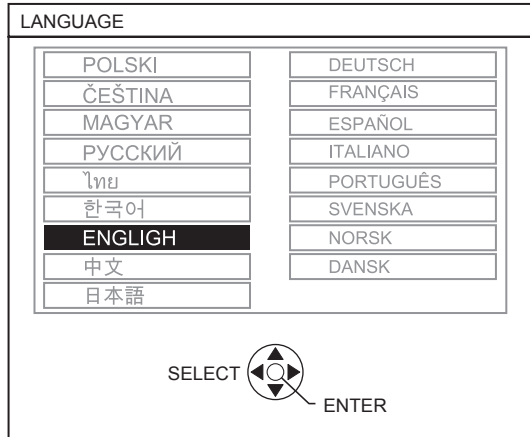 LANGUAGE
POLSKI
ČEŠTINA
MAGYAR
РУССКИЙ
ไทย
한국어
ENGLIGH
中文
日本語
DEUTSCH
FRANÇAIS
ESPAÑOL
ITALIANO
PORTUGUÊS
SVENSKA
NORSK
DANSK
SELECT
ENTER